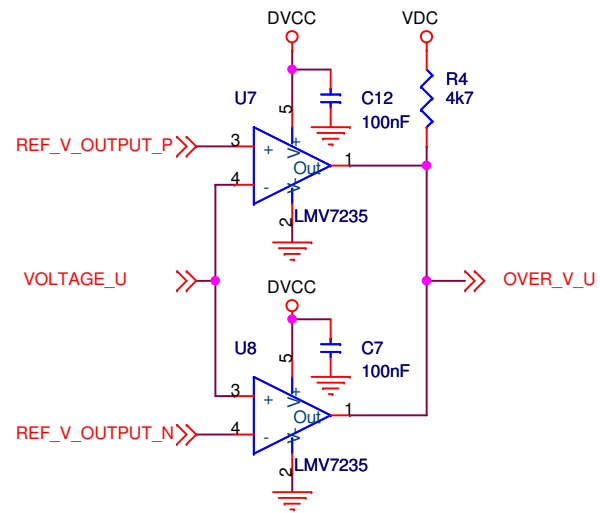 DVCC
VDC
U7
5
C12
100nF
R4
4k7
REF_V_OUTPUT_P
3
+
V+
Out
1
4
-
V-
2
LMV7235
VOLTAGE_U
OVER_V_U
DVCC
U8
5
C7
100nF
3
+
V+
Out
1
REF_V_OUTPUT_N
4
-
V-
2
LMV7235